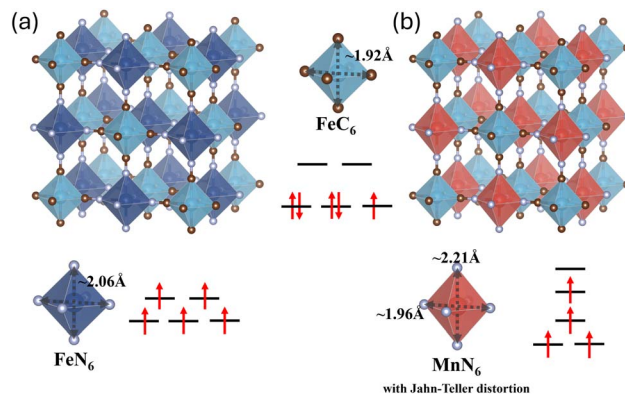 (a)
(b)
~1.92Å
FeC6
~2.06Å
FeN6
~2.21Å
~1.96Å
MnN6
with Jahn-Teller distortion